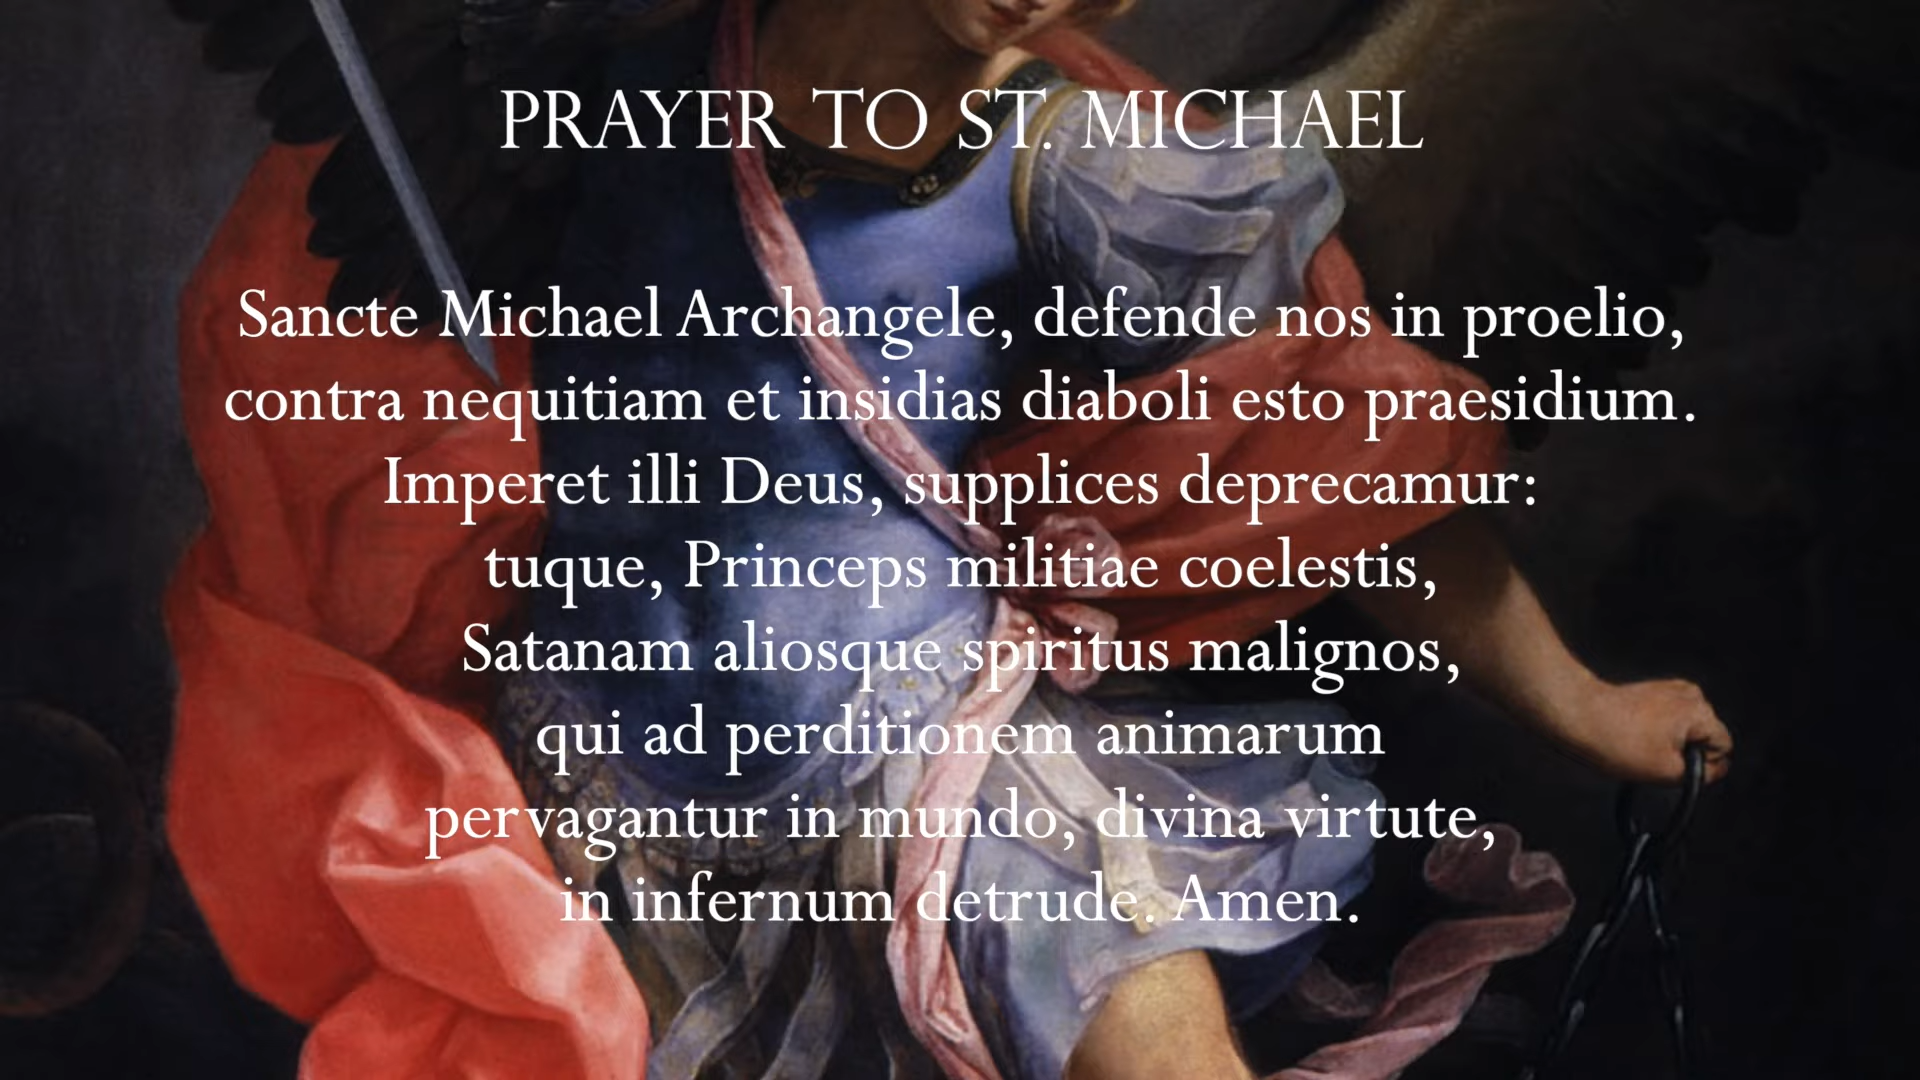 PRAYER TO ST. MICHAEL
Sancte Michael Archangele, defende nos in proelio,
contra nequitiam et insidias diaboli esto praesidium.
Imperet illi Deus, supplices deprecamur:
tuque, Princeps militiae coelestis,
Satanam aliosque spiritus malignos,
qui ad perditionem animarum
pervagantur in mundo, divina virtute,
in infernum detrude. Amen.